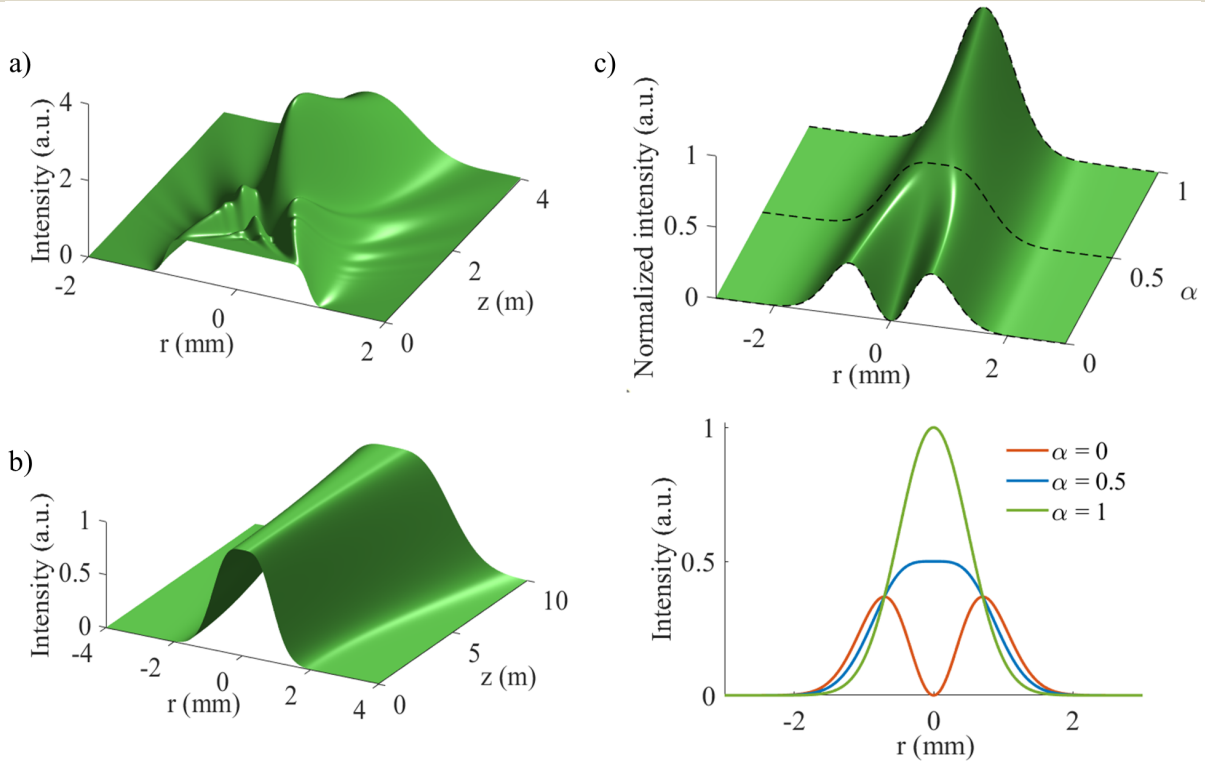 a)
Intensity (a.u.)
4
2
0
-2
0
2
r (mm)
0
2
4
z (m)
b)
Intensity (a.u.)
1
0.5
0
-4
-2
0
2
4
r (mm)
0
5
10
z (m)
c)
Normalized intensity (a.u.)
1
0.5
0
-2
0
2
r (mm)
0
0.5
1
α
Intensity (a.u.)
1
0.5
0
-2
0
2
r (mm)
α = 0
α = 0.5
α = 1